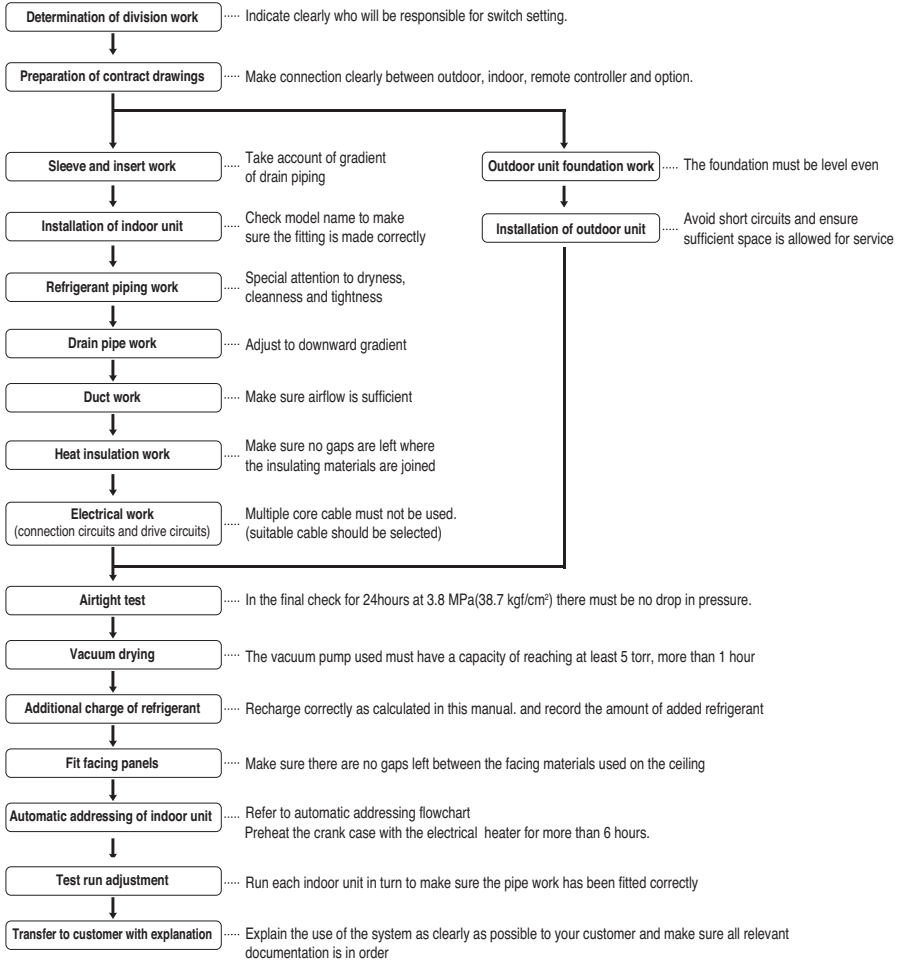 Determination of division work ..... Indicate clearly who will be responsible for switch setting.
Preparation of contract drawings ..... Make connection clearly between outdoor, indoor, remote controller and option.
Sleeve and insert work ..... Take account of gradient
of drain piping
Outdoor unit foundation work ..... The foundation must be level even
Installation of indoor unit ..... Check model name to make
sure the fitting is made correctly
Installation of outdoor unit ..... Avoid short circuits and ensure
sufficient space is allowed for service
Refrigerant piping work ..... Special attention to dryness,
cleanness and tightness
Drain pipe work ..... Adjust to downward gradient
Duct work ..... Make sure airflow is sufficient
Heat insulation work ..... Make sure no gaps are left where
the insulating materials are joined
Electrical work
(connection circuits and drive circuits) ..... Multiple core cable must not be used.
(suitable cable should be selected)
Airtight test ..... In the final check for 24hours at 3.8 MPa(38.7 kgf/cm²) there must be no drop in pressure.
Vacuum drying ..... The vacuum pump used must have a capacity of reaching at least 5 torr, more than 1 hour
Additional charge of refrigerant ..... Recharge correctly as calculated in this manual. and record the amount of added refrigerant
Fit facing panels ..... Make sure there are no gaps left between the facing materials used on the ceiling
Automatic addressing of indoor unit ..... Refer to automatic addressing flowchart
Preheat the crank case with the electrical heater for more than 6 hours.
Test run adjustment ..... Run each indoor unit in turn to make sure the pipe work has been fitted correctly
Transfer to customer with explanation ..... Explain the use of the system as clearly as possible to your customer and make sure all relevant
documentation is in order